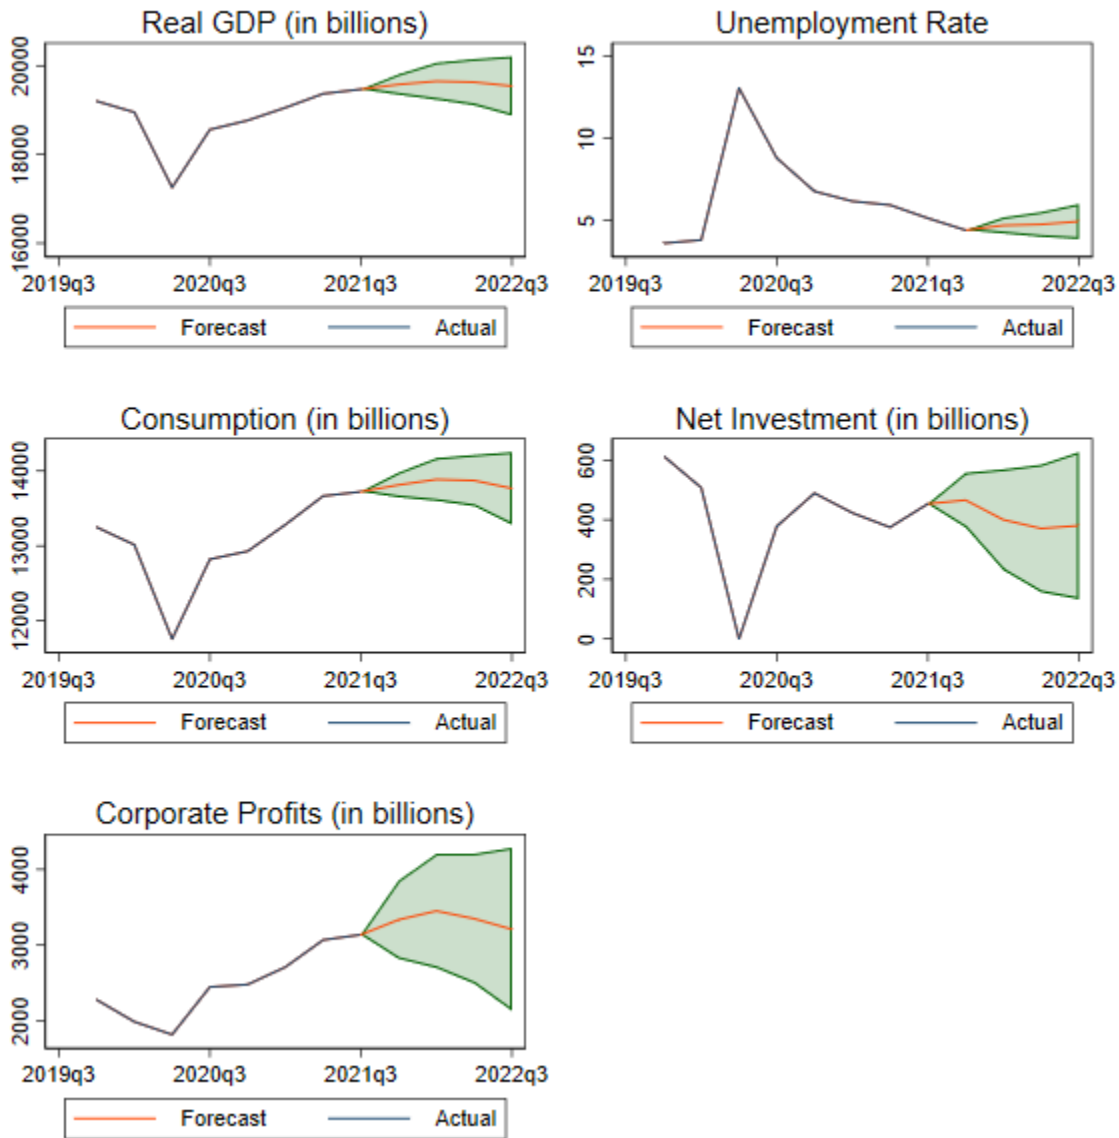 Real GDP (in billions)
20000
18000
16000
2019q3 2020q3 2021q3 2022q3
Forecast Actual
Unemployment Rate
15
10
5
2019q3 2020q3 2021q3 2022q3
Forecast Actual
Consumption (in billions)
14000
13000
12000
2019q3 2020q3 2021q3 2022q3
Forecast Actual
Net Investment (in billions)
600
400
200
0
2019q3 2020q3 2021q3 2022q3
Forecast Actual
Corporate Profits (in billions)
4000
3000
2000
2019q3 2020q3 2021q3 2022q3
Forecast Actual